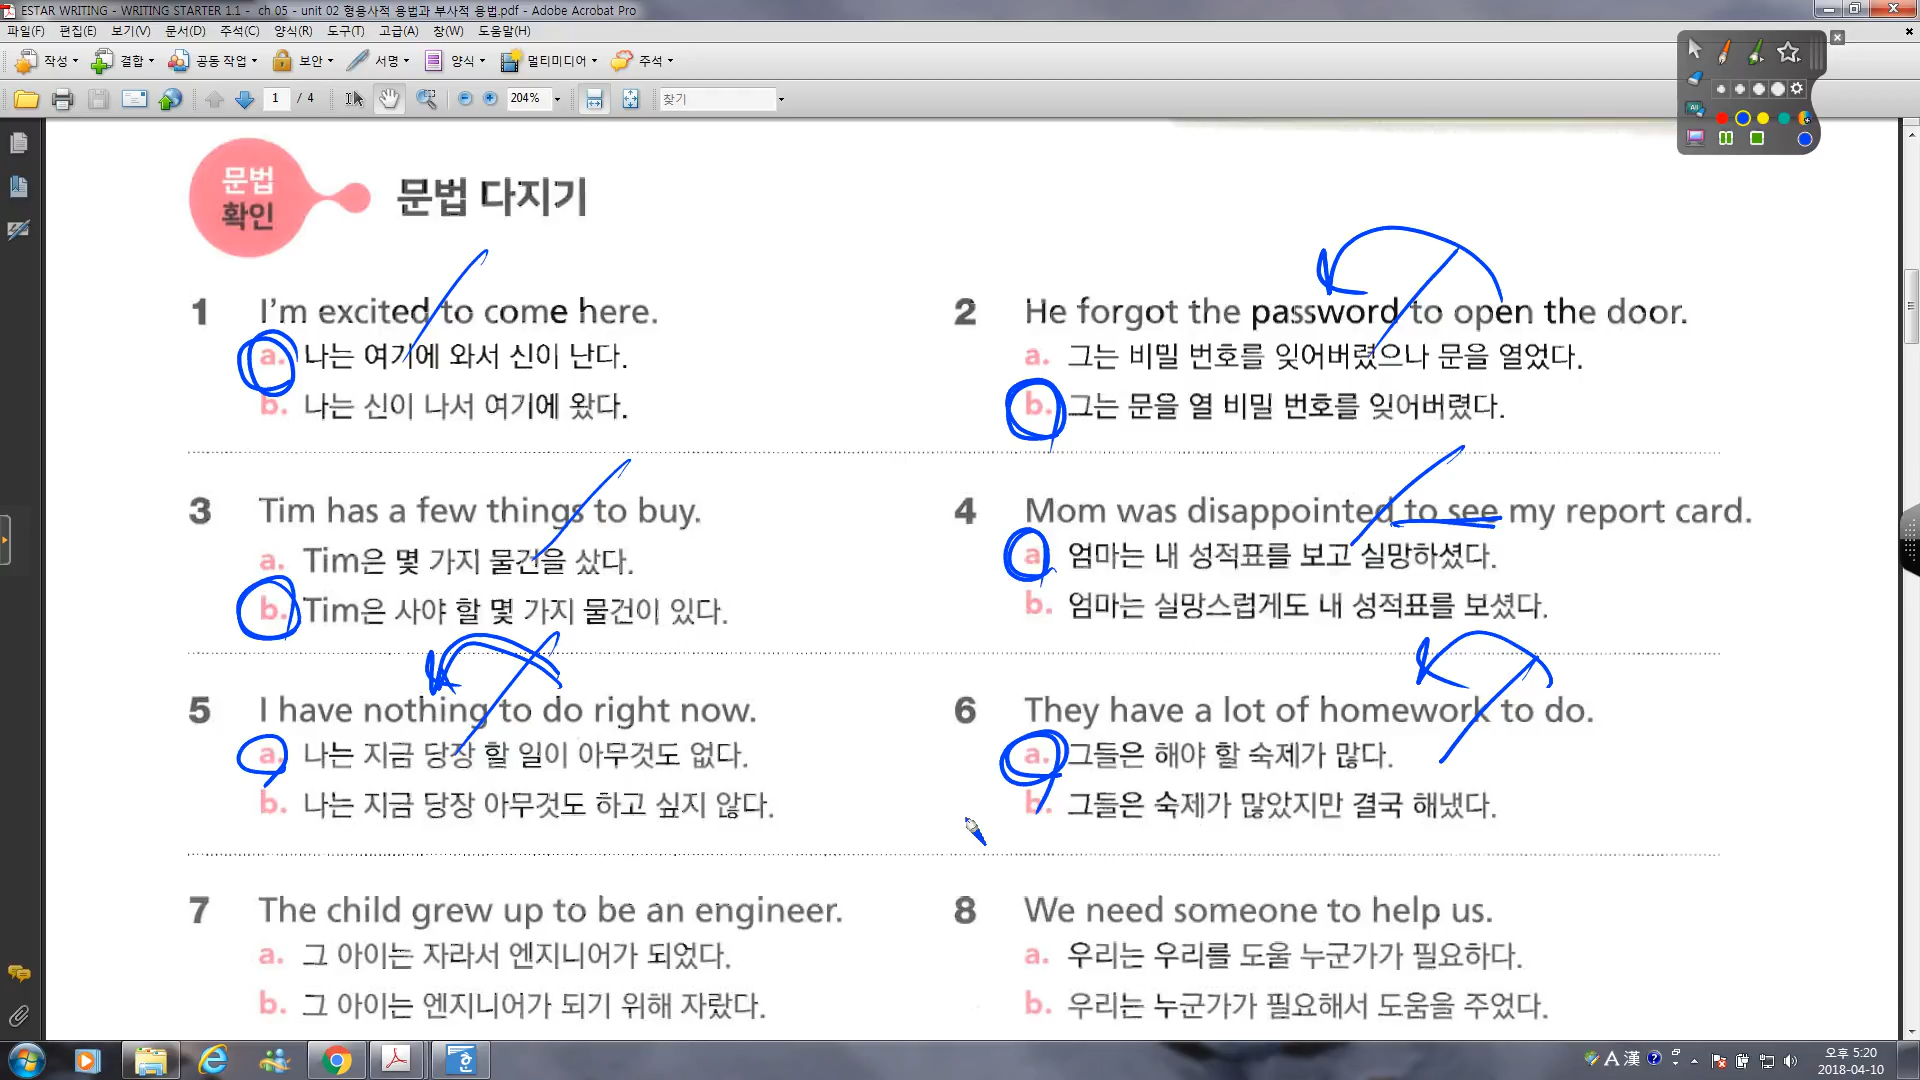 ESTAR WRITING - WRITING STARTER 1.1 - ch 05 - unit 02 형용사적 용법과 부사적 용법.pdf - Adobe Acrobat Pro
파일(F) 편집(E) 보기(V) 문서(D) 주석(C) 양식(R) 도구(T) 고급(A) 창(W) 도움말(H)
작성 결합 공동 작업 보안 서명 양식 멀티미디어 주석
1 / 4 204% 찾기
문법
확인
문법 다지기
1 I'm excited to come here.
a. 나는 여기에 와서 신이 난다.
b. 나는 신이 나서 여기에 왔다.
2 He forgot the password to open the door.
a. 그는 비밀 번호를 잊어버렸으나 문을 열었다.
b. 그는 문을 열 비밀 번호를 잊어버렸다.
3 Tim has a few things to buy.
a. Tim은 몇 가지 물건을 샀다.
b. Tim은 사야 할 몇 가지 물건이 있다.
4 Mom was disappointed to see my report card.
a. 엄마는 내 성적표를 보고 실망하셨다.
b. 엄마는 실망스럽게도 내 성적표를 보셨다.
5 I have nothing to do right now.
a. 나는 지금 당장 할 일이 아무것도 없다.
b. 나는 지금 당장 아무것도 하고 싶지 않다.
6 They have a lot of homework to do.
a. 그들은 해야 할 숙제가 많다.
b. 그들은 숙제가 많았지만 결국 해냈다.
7 The child grew up to be an engineer.
a. 그 아이는 자라서 엔지니어가 되었다.
b. 그 아이는 엔지니어가 되기 위해 자랐다.
8 We need someone to help us.
a. 우리는 우리를 도울 누군가가 필요하다.
b. 우리는 누군가가 필요해서 도움을 주었다.
A 漢
오후 5:20
2018-04-10